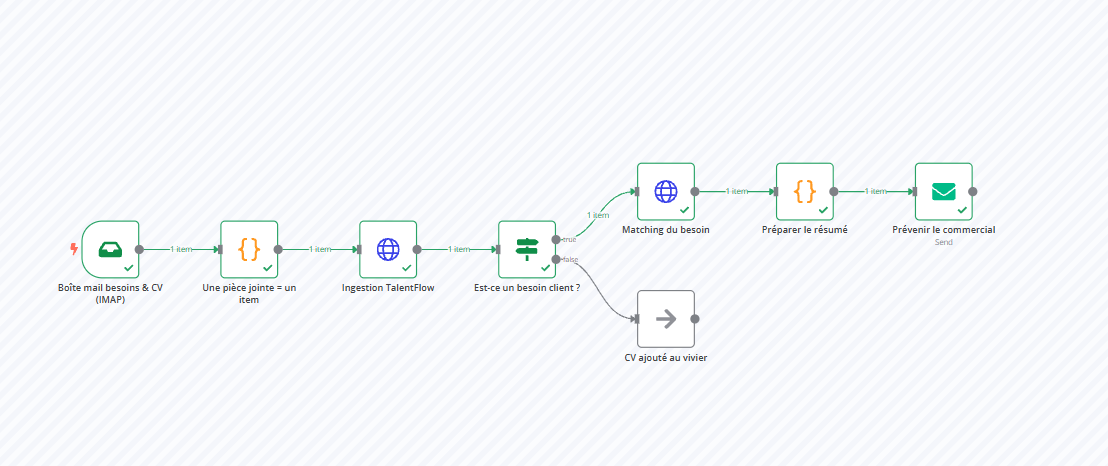 1 item
true
Matching du besoin
1 item
Préparer le résumé
1 item
Prévenir le commercial
Send
Boîte mail besoins & CV
(IMAP)
1 item
Une pièce jointe = un
item
1 item
Ingestion TalentFlow
1 item
Est-ce un besoin client ?
false
CV ajouté au vivier